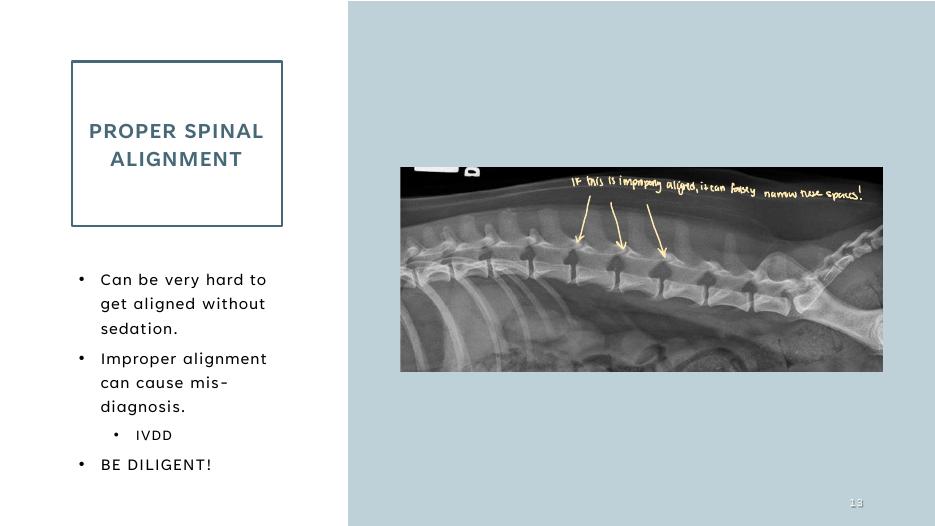 PROPER SPINAL
ALIGNMENT
• Can be very hard to
get aligned without
sedation.
• Improper alignment
can cause mis-
diagnosis.
• IVDD
• BE DILIGENT!
D
IF this is improperly aligned, it can falsely narrow these spaces!
13